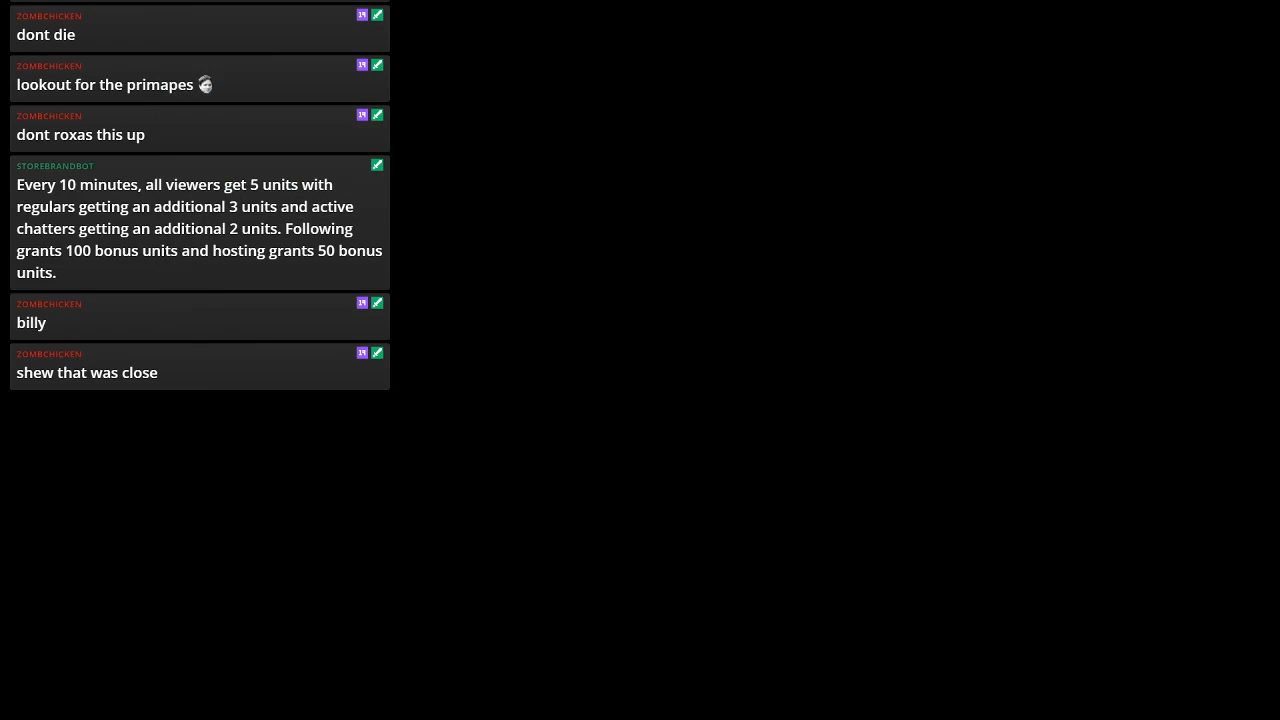 ZOMBCHICKEN
dont die
ZOMBCHICKEN
lookout for the primapes
ZOMBCHICKEN
dont roxas this up
STOREBRANDBOT
Every 10 minutes, all viewers get 5 units with
regulars getting an additional 3 units and active
chatters getting an additional 2 units. Following
grants 100 bonus units and hosting grants 50 bonus
units.
ZOMBCHICKEN
billy
ZOMBCHICKEN
shew that was close